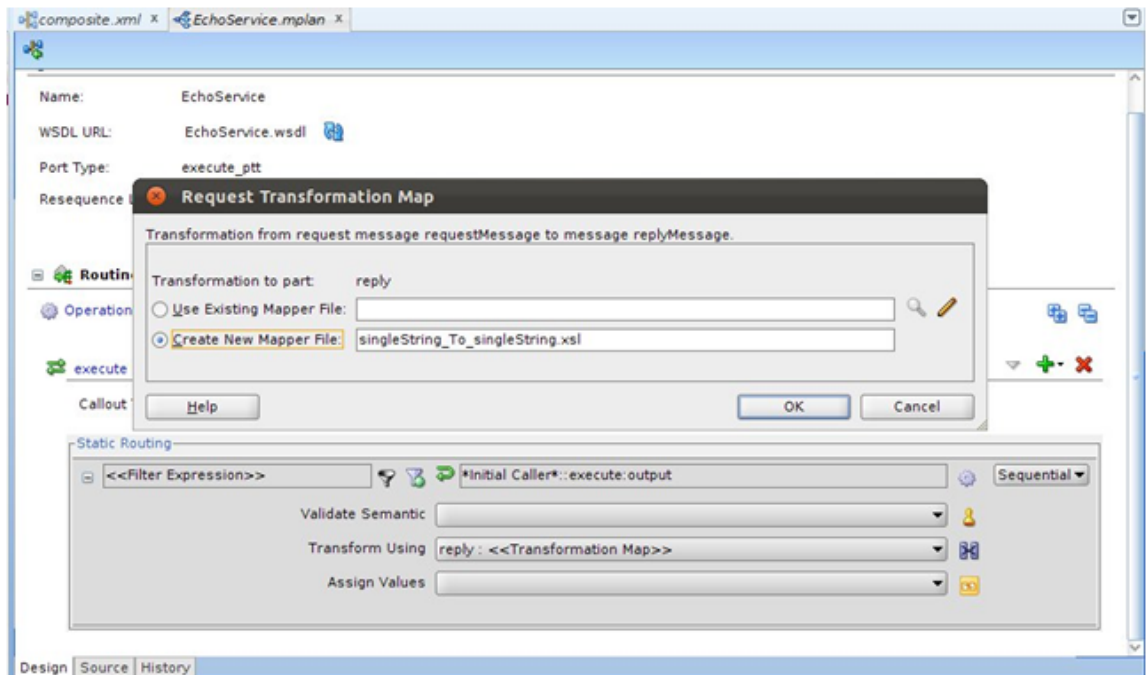 composite.xml x EchoService.mplan x
Name: EchoService
WSDL URL: EchoService.wsdl
Port Type: execute_ptt
Resequence
Request Transformation Map
Transformation from request message requestMessage to message replyMessage.
Transformation to part: reply
Use Existing Mapper File:
Create New Mapper File: singleString_To_singleString.xsl
Help OK Cancel
Routin
Operation
execute
Callout
Static Routing
<<Filter Expression>> *Initial Caller*::execute:output Sequential
Validate Semantic
Transform Using reply : <<Transformation Map>>
Assign Values
Design Source History